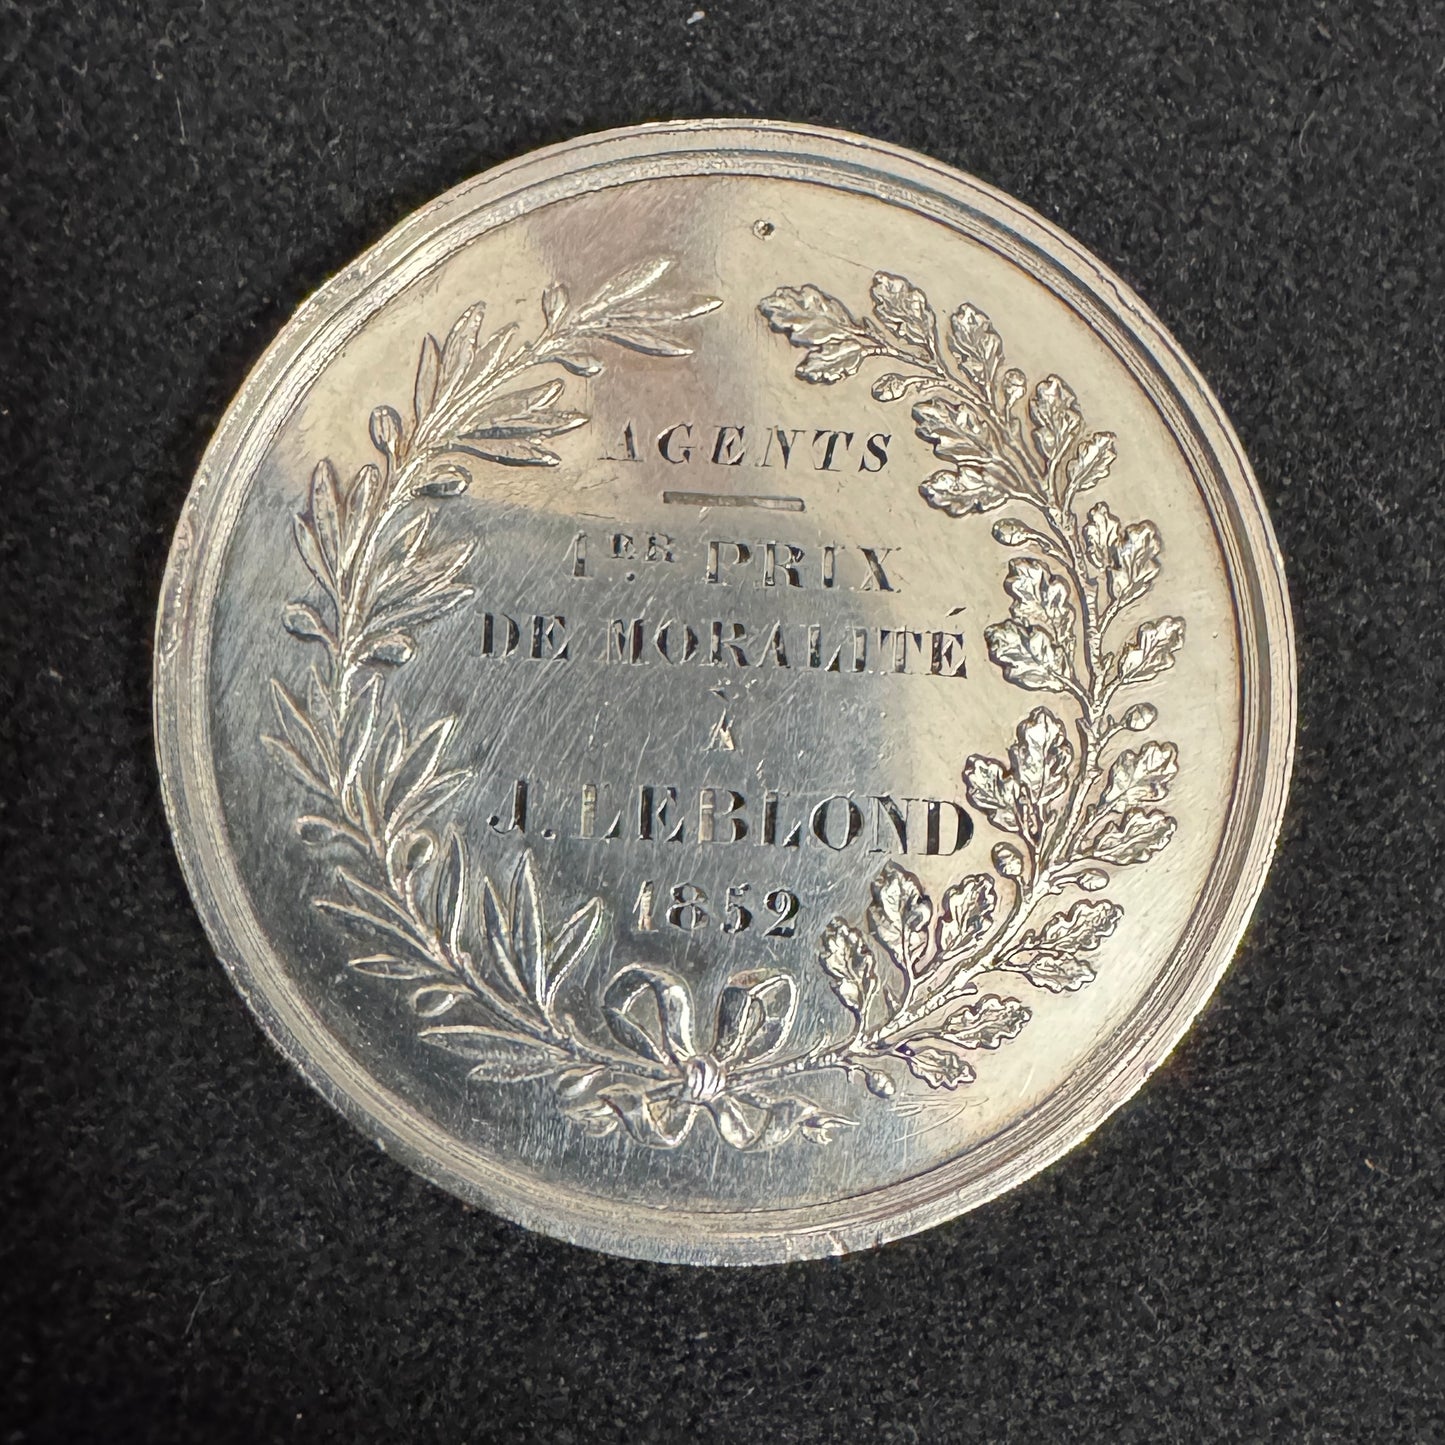 AGENTS
1ER PRIX
DE MORALITÉ
À
J. LEBLOND
1852